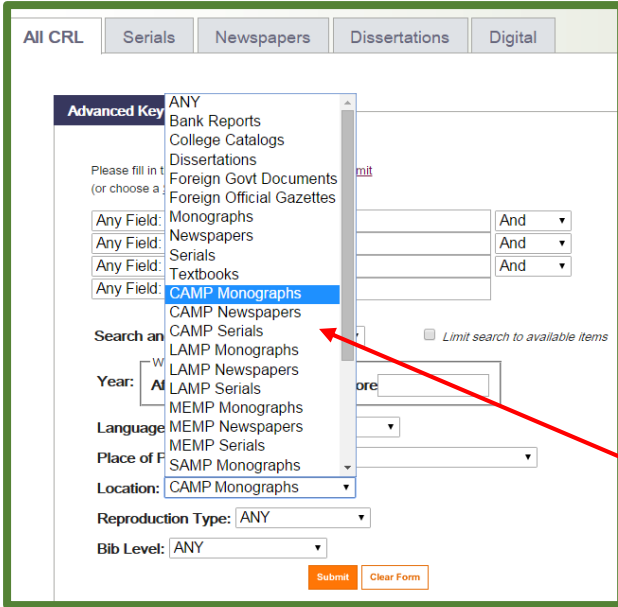 All CRL Serials Newspapers Dissertations Digital
Advanced Key
Please fill in t mit
(or choose a
ANY
Bank Reports
College Catalogs
Dissertations
Foreign Govt Documents
Foreign Official Gazettes
Monographs
Newspapers
Serials
Textbooks
CAMP Monographs
CAMP Newspapers
CAMP Serials
LAMP Monographs
LAMP Newspapers
LAMP Serials
MEMP Monographs
MEMP Newspapers
MEMP Serials
SAMP Monographs
Any Field: And
Any Field: And
Any Field: And
Any Field:
Search an Limit search to available items
W
Year: Af ore
Language
Place of P
Location: CAMP Monographs
Reproduction Type: ANY
Bib Level: ANY
Submit Clear Form